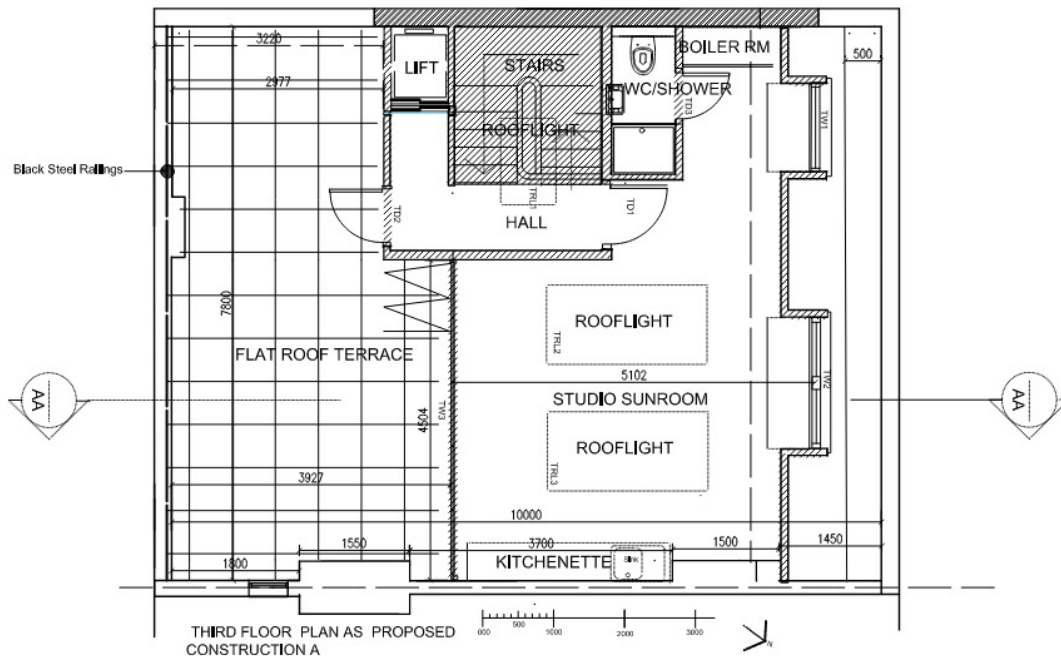 3220
2977
LIFT
STAIRS
ROOFLIGHT
BOILER RM
WC/SHOWER
TD3
TW1
500
Black Steel Railings
TD2
TRL1
TD1
HALL
7800
FLAT ROOF TERRACE
ROOFLIGHT
TRL2
5102
STUDIO SUNROOM
TW2
AA
AA
TW3
4504
ROOFLIGHT
TRL3
3927
10000
1550
3700
1500
1450
1800
KITCHENETTE
Sink
THIRD FLOOR PLAN AS PROPOSED
CONSTRUCTION A
000 500 1000 2000 3000
N